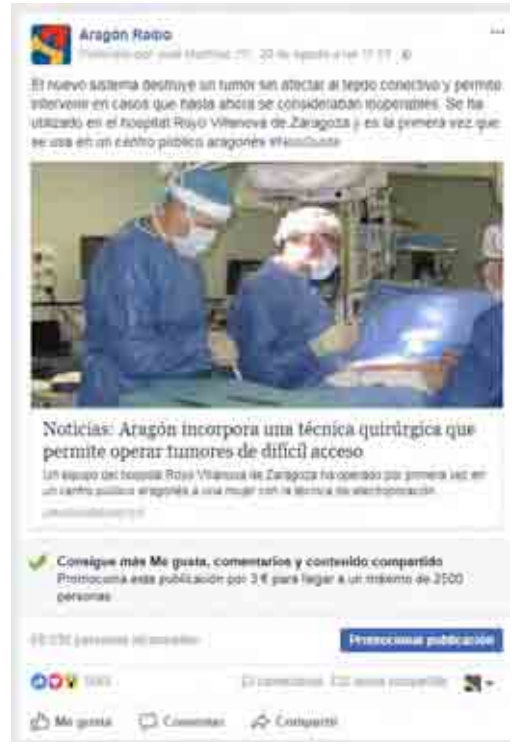 Aragón Radio
El nuevo sistema destruye un tumor sin afectar al tejido conectivo y permite
intervenir en casos que hasta ahora se consideraban inoperables. Se ha
utilizado en el hospital Royo Villanova de Zaragoza y es la primera vez que
se usa en un centro público aragonés
Noticias: Aragón incorpora una técnica quirúrgica que
permite operar tumores de difícil acceso
Un equipo del hospital Royo Villanova de Zaragoza ha operado por primera vez en
un centro público aragonés a una mujer con la técnica de electroporación
Consigue más Me gusta, comentarios y contenido compartido
Promociona esta publicación por 3 € para llegar a un máximo de 2500
personas
personas alcanzadas
Promocionar publicación
comentarios
Me gusta
Comentar
Compartir